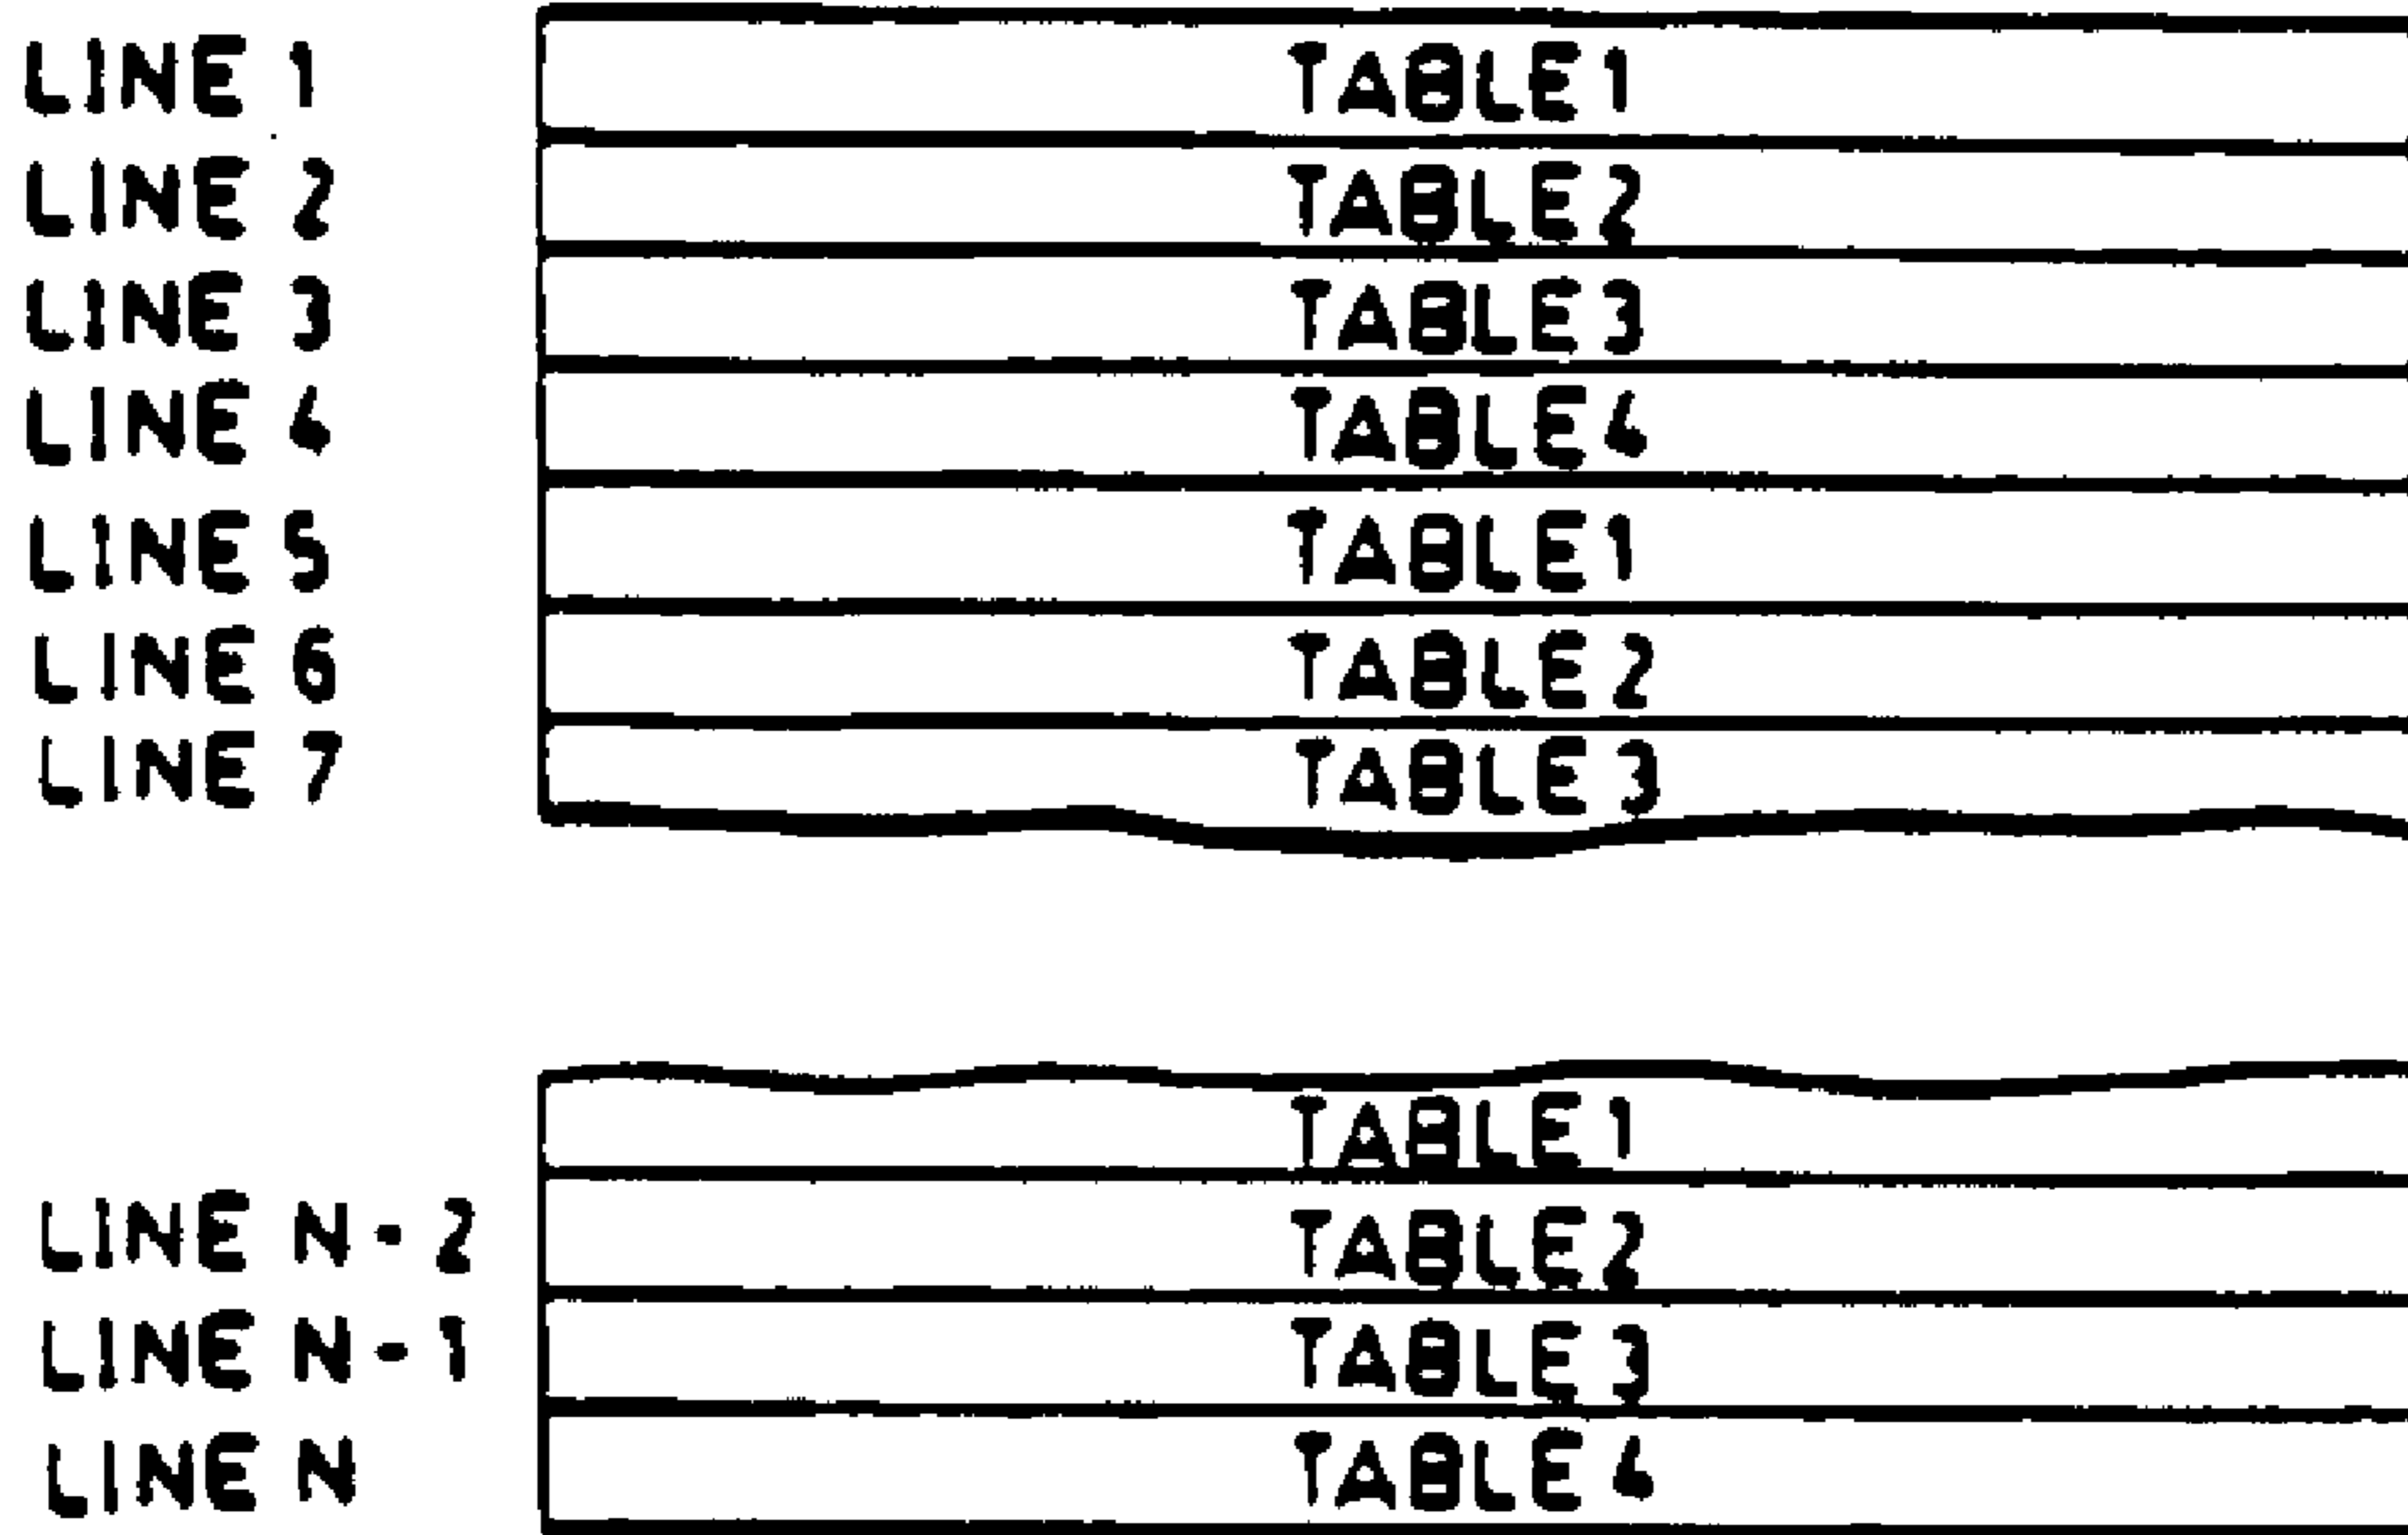 LINE 1 TABLE 1
LINE 2 TABLE 2
LINE 3 TABLE 3
LINE 4 TABLE 4
LINE 5 TABLE 1
LINE 6 TABLE 2
LINE 7 TABLE 3
TABLE 1
LINE N-2 TABLE 2
LINE N-1 TABLE 3
LINE N TABLE 4